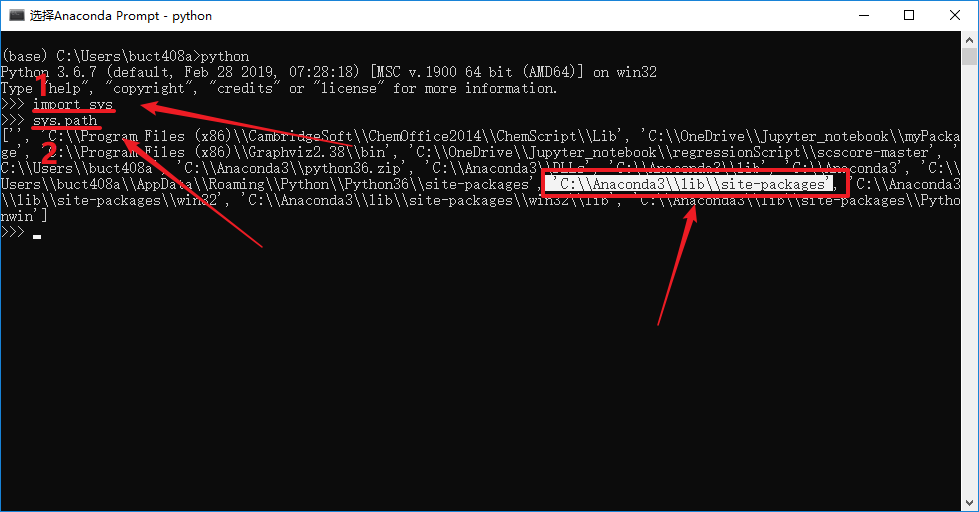 选择Anaconda Prompt - python
(base) C:\Users\buct408a>python
Python 3.6.7 (default, Feb 28 2019, 07:28:18) [MSC v.1900 64 bit (AMD64)] on win32
Type "help", "copyright", "credits" or "license" for more information.
1
>>> import sys
>>> sys.path
['', 'C:\\Program Files (x86)\\CambridgeSoft\\ChemOffice2014\\ChemScript\\Lib', 'C:\\OneDrive\\Jupyter_notebook\\myPacka
2
ge', 'C:\\Program Files (x86)\\Graphviz2.38\\bin', 'C:\\OneDrive\\Jupyter_notebook\\regressionScript\\scscore-master', '
C:\\Users\\buct408a', 'C:\\Anaconda3\\python36.zip', 'C:\\Anaconda3\\DLLs', 'C:\\Anaconda3\\lib', 'C:\\Anaconda3', 'C:\\
Users\\buct408a\\AppData\\Roaming\\Python\\Python36\\site-packages', 'C:\\Anaconda3\\lib\\site-packages', 'C:\\Anaconda3
\\lib\\site-packages\\win32', 'C:\\Anaconda3\\lib\\site-packages\\win32\\lib', 'C:\\Anaconda3\\lib\\site-packages\\Pytho
nwin']
>>>